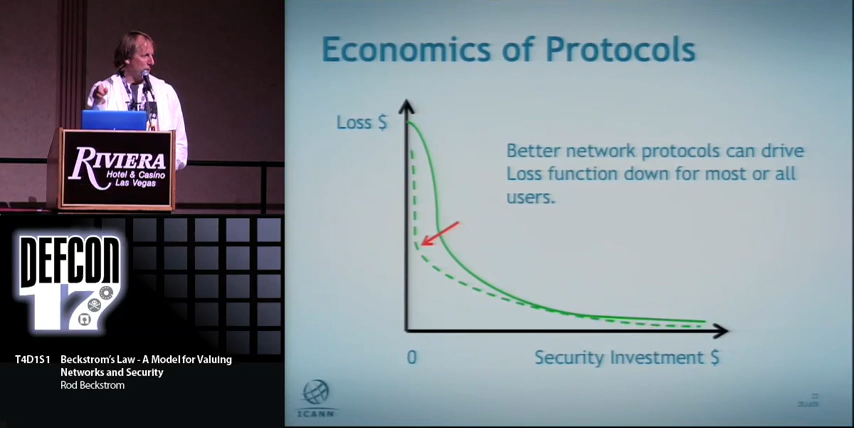 Economics of Protocols
Loss $
Better network protocols can drive
Loss function down for most or all
users.
0
Security Investment $
ICANN
RIVIERA
Hotel & Casino
Las Vegas
DEFCON
17
T4D1S1 Beckstrom's Law - A Model for Valuing
Networks and Security
Rod Beckstrom